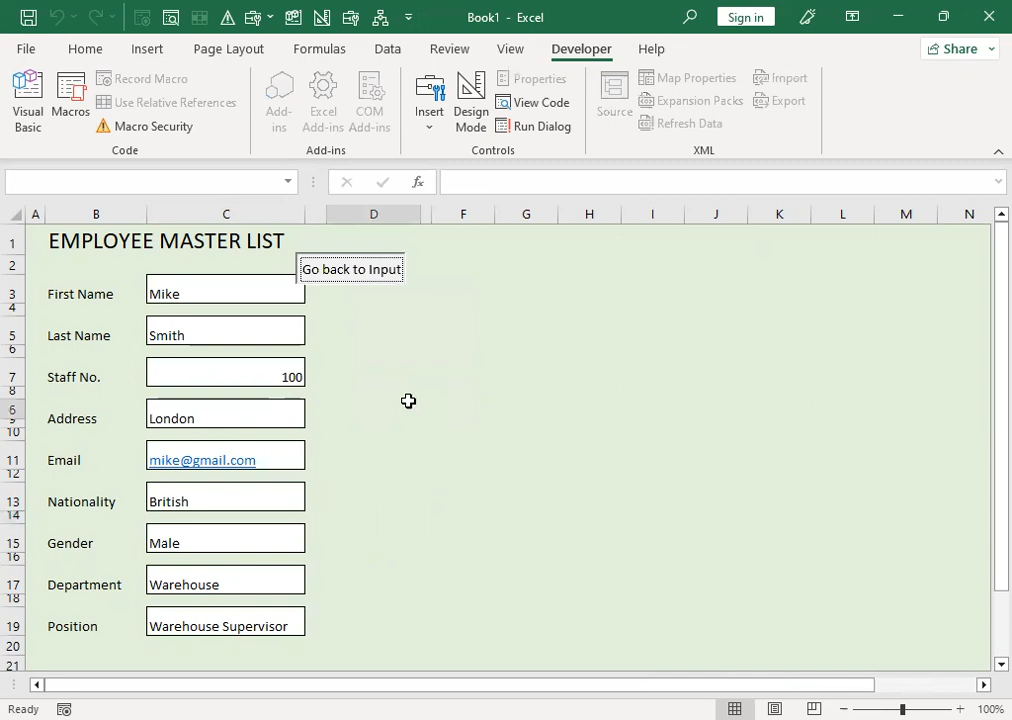 Book1 - Excel
Sign in
File Home Insert Page Layout Formulas Data Review View Developer Help Share
Visual Basic
Macros
Record Macro
Use Relative References
Macro Security
Code
Add-ins
Excel Add-ins
COM Add-ins
Add-ins
Insert
Design Mode
Properties
View Code
Run Dialog
Controls
Source
Map Properties
Expansion Packs
Refresh Data
Import
Export
XML
fx
A B C D F G H I J K L M N
1 EMPLOYEE MASTER LIST
2 Go back to Input
3 First Name Mike
4
5 Last Name Smith
6
7 Staff No. 100
8
6 Address London
9
10
11 Email mike@gmail.com
12
13 Nationality British
14
15 Gender Male
16
17 Department Warehouse
18
19 Position Warehouse Supervisor
20
21
Ready 100%